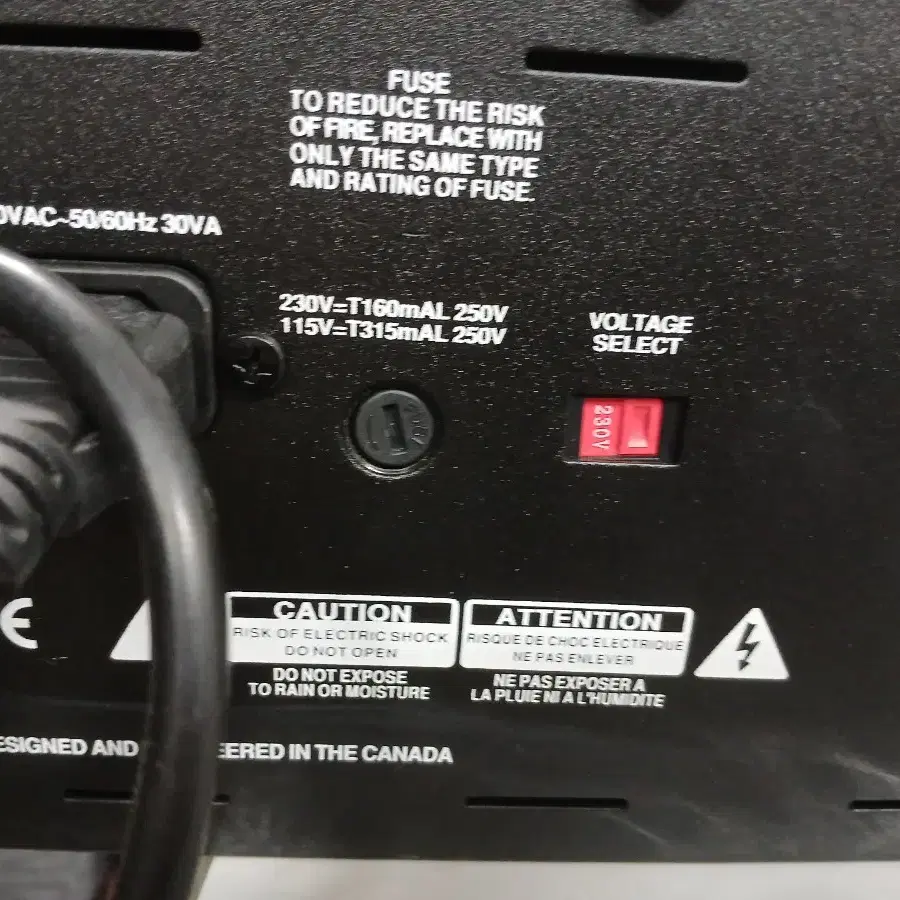 FUSE
TO REDUCE THE RISK
OF FIRE, REPLACE WITH
ONLY THE SAME TYPE
AND RATING OF FUSE.
0VAC~50/60Hz 30VA
230V=T160mAL 250V
115V=T315mAL 250V
VOLTAGE
SELECT
230V
CE
CAUTION
RISK OF ELECTRIC SHOCK
DO NOT OPEN
DO NOT EXPOSE
TO RAIN OR MOISTURE
ATTENTION
RISQUE DE CHOC ELECTRIQUE
NE PAS ENLEVER
NE PAS EXPOSER A
LA PLUIE NI A L'HUMIDITE
ESIGNED AND EERED IN THE CANADA